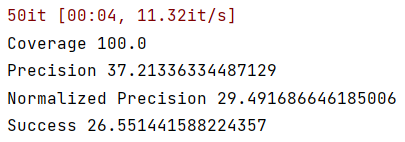 50it [00:04, 11.32it/s]
Coverage 100.0
Precision 37.21336334487129
Normalized Precision 29.491686646185006
Success 26.551441588224357